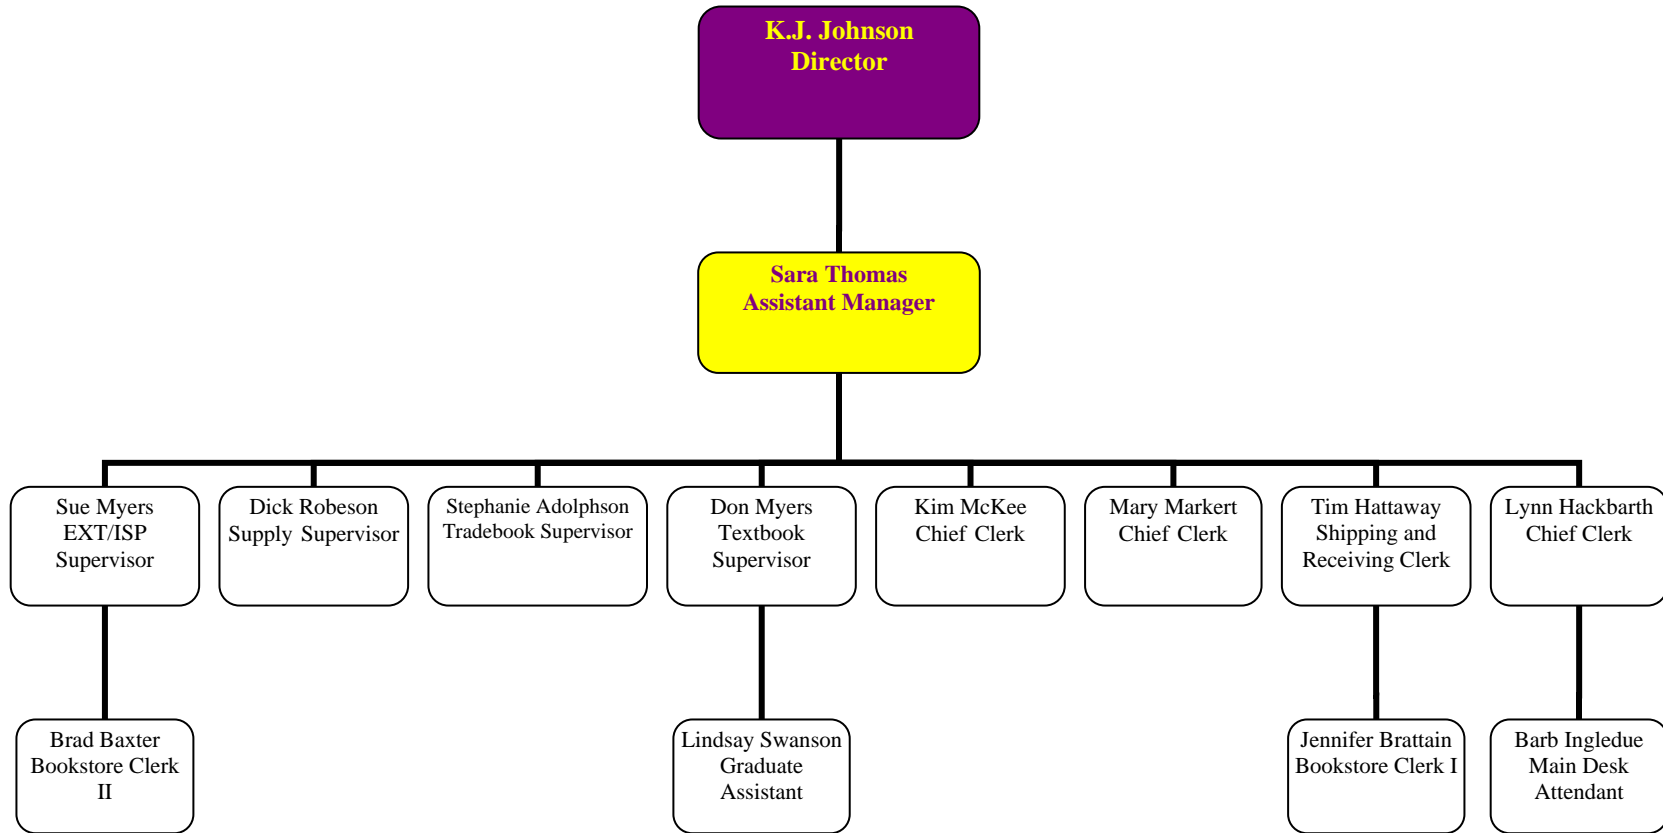 K.J. Johnson
Director
Sara Thomas
Assistant Manager
Sue Myers
EXT/ISP
Supervisor
Dick Robeson
Supply Supervisor
Stephanie Adolphson
Tradebook Supervisor
Don Myers
Textbook
Supervisor
Kim McKee
Chief Clerk
Mary Markert
Chief Clerk
Tim Hattaway
Shipping and
Receiving Clerk
Lynn Hackbarth
Chief Clerk
Brad Baxter
Bookstore Clerk
II
Lindsay Swanson
Graduate
Assistant
Jennifer Brattain
Bookstore Clerk I
Barb Ingledue
Main Desk
Attendant